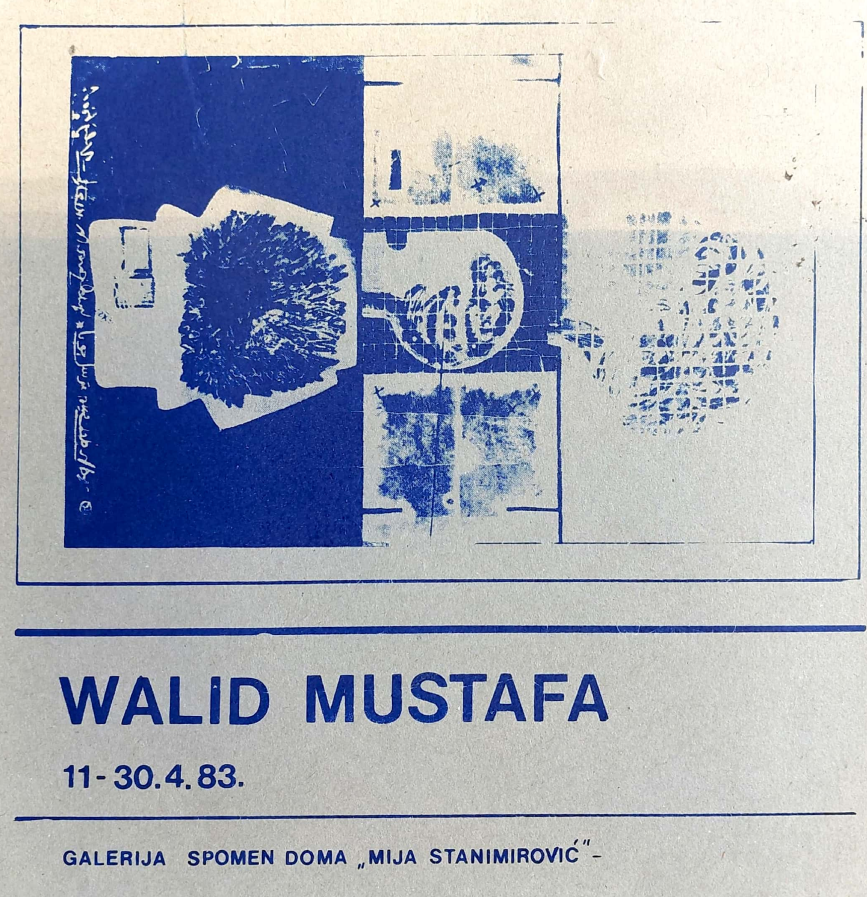 WALID MUSTAFA
11-30.4.83.
GALERIJA SPOMEN DOMA „MIJA STANIMIROVIĆ“-